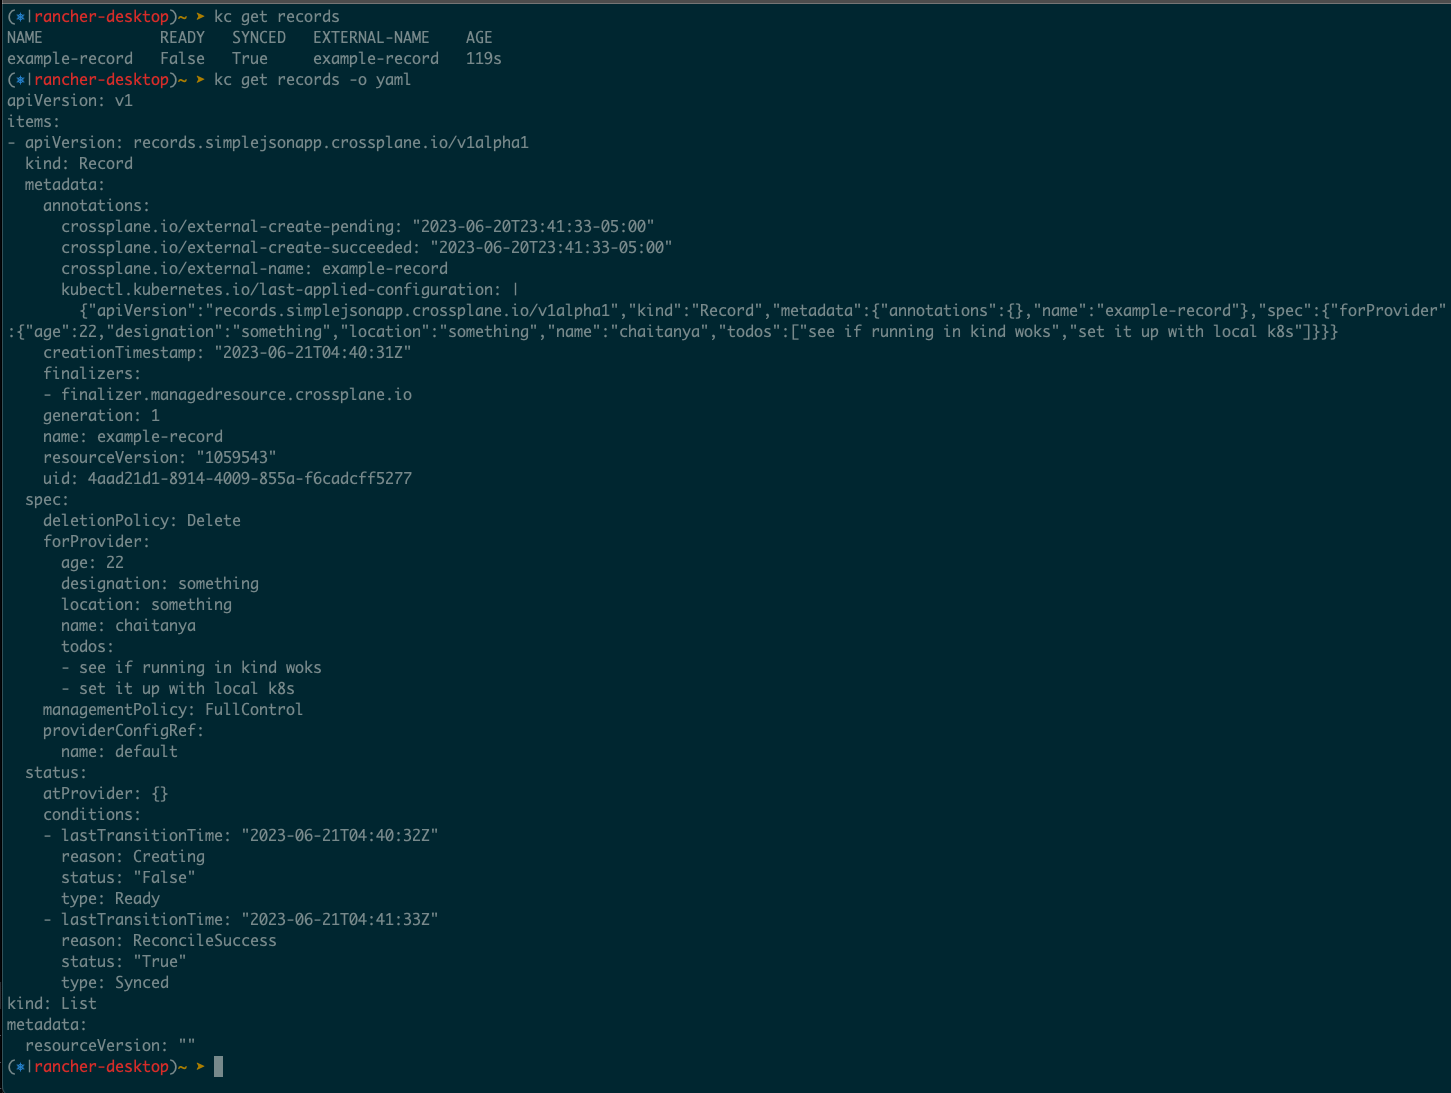 (⎈|rancher-desktop)~ ➤ kc get records
NAME             READY   SYNCED   EXTERNAL-NAME    AGE
example-record   False   True     example-record   119s
(⎈|rancher-desktop)~ ➤ kc get records -o yaml
apiVersion: v1
items:
- apiVersion: records.simplejsonapp.crossplane.io/v1alpha1
  kind: Record
  metadata:
    annotations:
      crossplane.io/external-create-pending: "2023-06-20T23:41:33-05:00"
      crossplane.io/external-create-succeeded: "2023-06-20T23:41:33-05:00"
      crossplane.io/external-name: example-record
      kubectl.kubernetes.io/last-applied-configuration: |
        {"apiVersion":"records.simplejsonapp.crossplane.io/v1alpha1","kind":"Record","metadata":{"annotations":{},"name":"example-record"},"spec":{"forProvider"
:{"age":22,"designation":"something","location":"something","name":"chaitanya","todos":["see if running in kind woks","set it up with local k8s"]}}}
    creationTimestamp: "2023-06-21T04:40:31Z"
    finalizers:
    - finalizer.managedresource.crossplane.io
    generation: 1
    name: example-record
    resourceVersion: "1059543"
    uid: 4aad21d1-8914-4009-855a-f6cadcff5277
  spec:
    deletionPolicy: Delete
    forProvider:
      age: 22
      designation: something
      location: something
      name: chaitanya
      todos:
      - see if running in kind woks
      - set it up with local k8s
    managementPolicy: FullControl
    providerConfigRef:
      name: default
  status:
    atProvider: {}
    conditions:
    - lastTransitionTime: "2023-06-21T04:40:32Z"
      reason: Creating
      status: "False"
      type: Ready
    - lastTransitionTime: "2023-06-21T04:41:33Z"
      reason: ReconcileSuccess
      status: "True"
      type: Synced
kind: List
metadata:
  resourceVersion: ""
(⎈|rancher-desktop)~ ➤